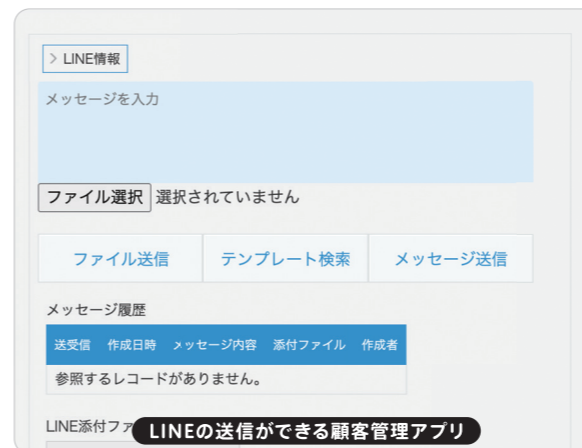 > LINE情報
メッセージを入力
ファイル選択 選択されていません
ファイル送信 テンプレート検索 メッセージ送信
メッセージ履歴
送受信 作成日時 メッセージ内容 添付ファイル 作成者
参照するレコードがありません。
LINE添付ファ
LINEの送信ができる顧客管理アプリ